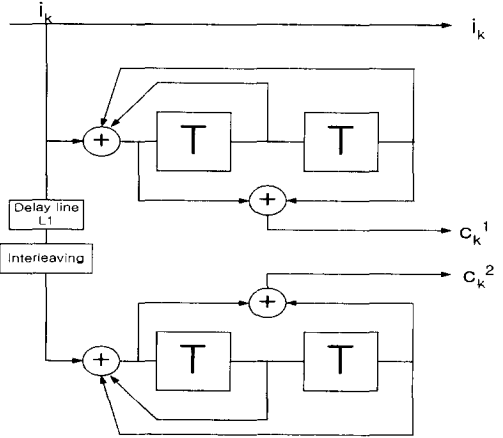 i_k
i_k
+
T
T
+
c_k^1
Delay line
L1
Interleaving
c_k^2
+
+
T
T